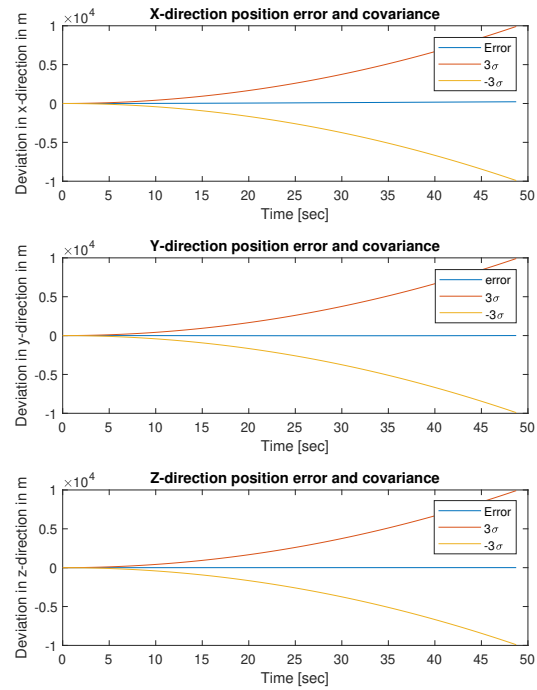 X-direction position error and covariance
×10⁴
1
0.5
0
-0.5
-1
Deviation in x-direction in m
Error
3σ
-3σ
0 5 10 15 20 25 30 35 40 45 50
Time [sec]
Y-direction position error and covariance
×10⁴
1
0.5
0
-0.5
-1
Deviation in y-direction in m
error
3σ
-3σ
0 5 10 15 20 25 30 35 40 45 50
Time [sec]
Z-direction position error and covariance
×10⁴
1
0.5
0
-0.5
-1
Deviation in z-direction in m
Error
3σ
-3σ
0 5 10 15 20 25 30 35 40 45 50
Time [sec]